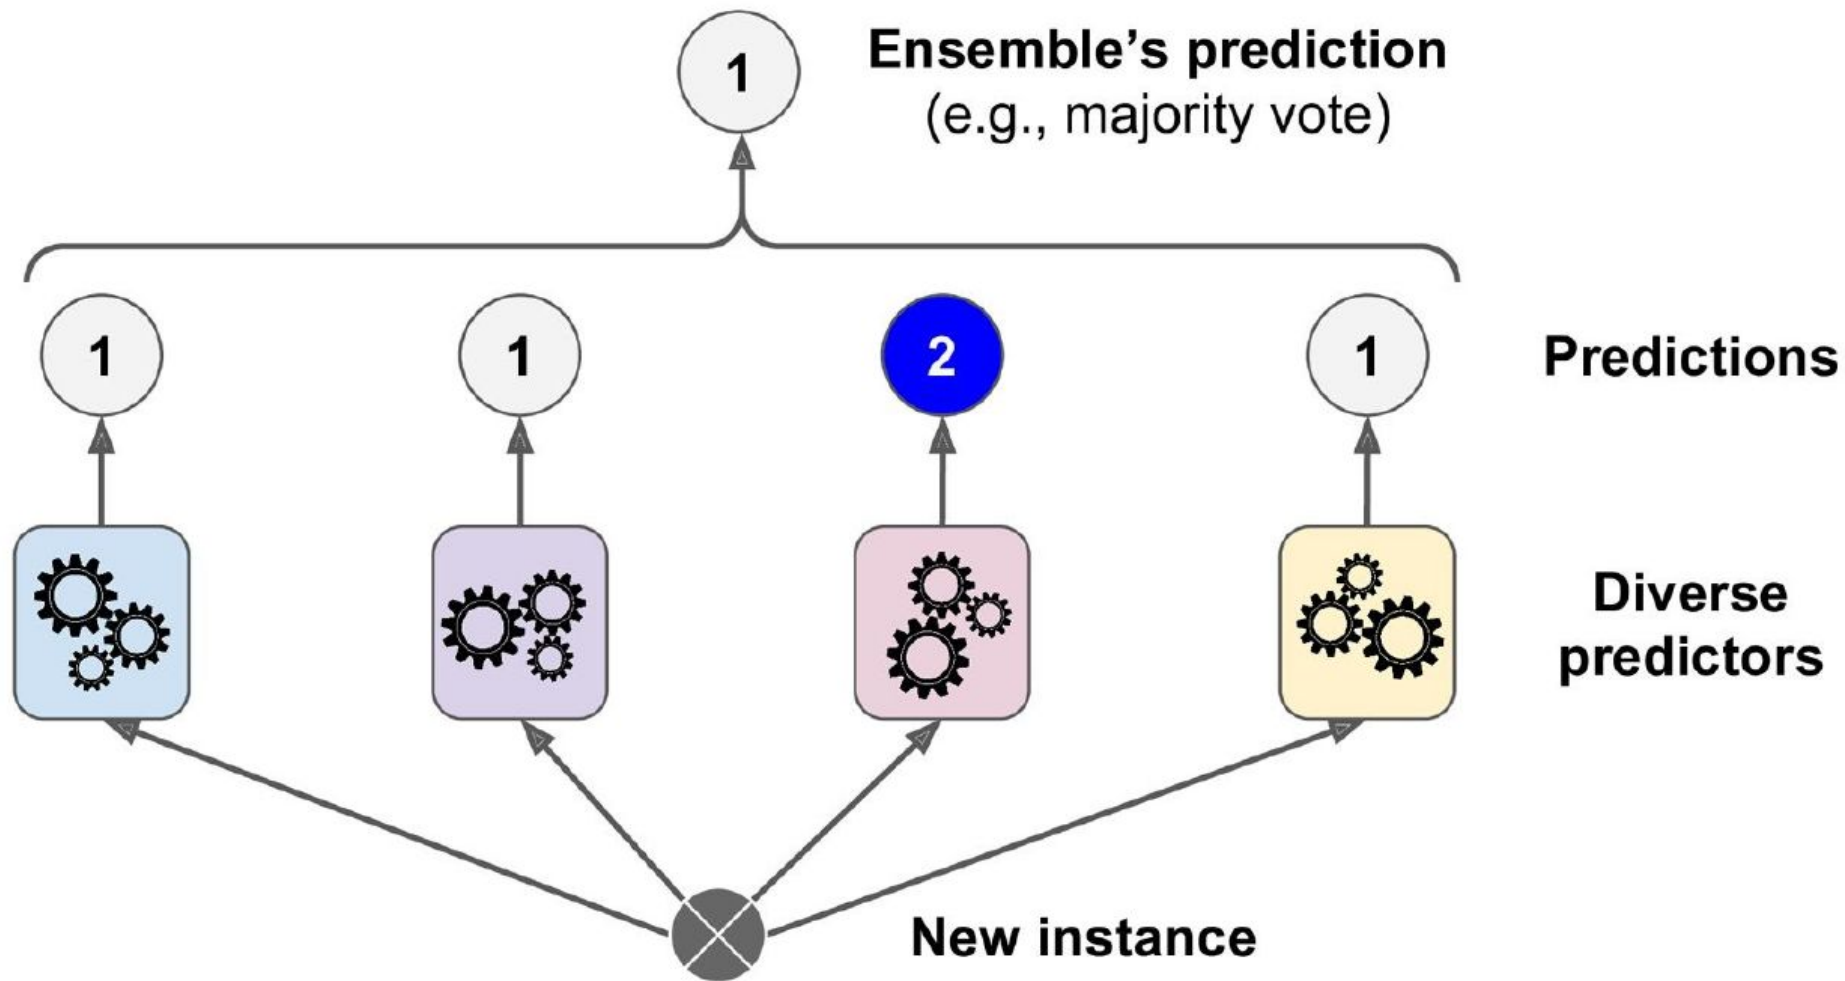 1
Ensemble’s prediction
(e.g., majority vote)
1 1 2 1 Predictions
Diverse
predictors
New instance